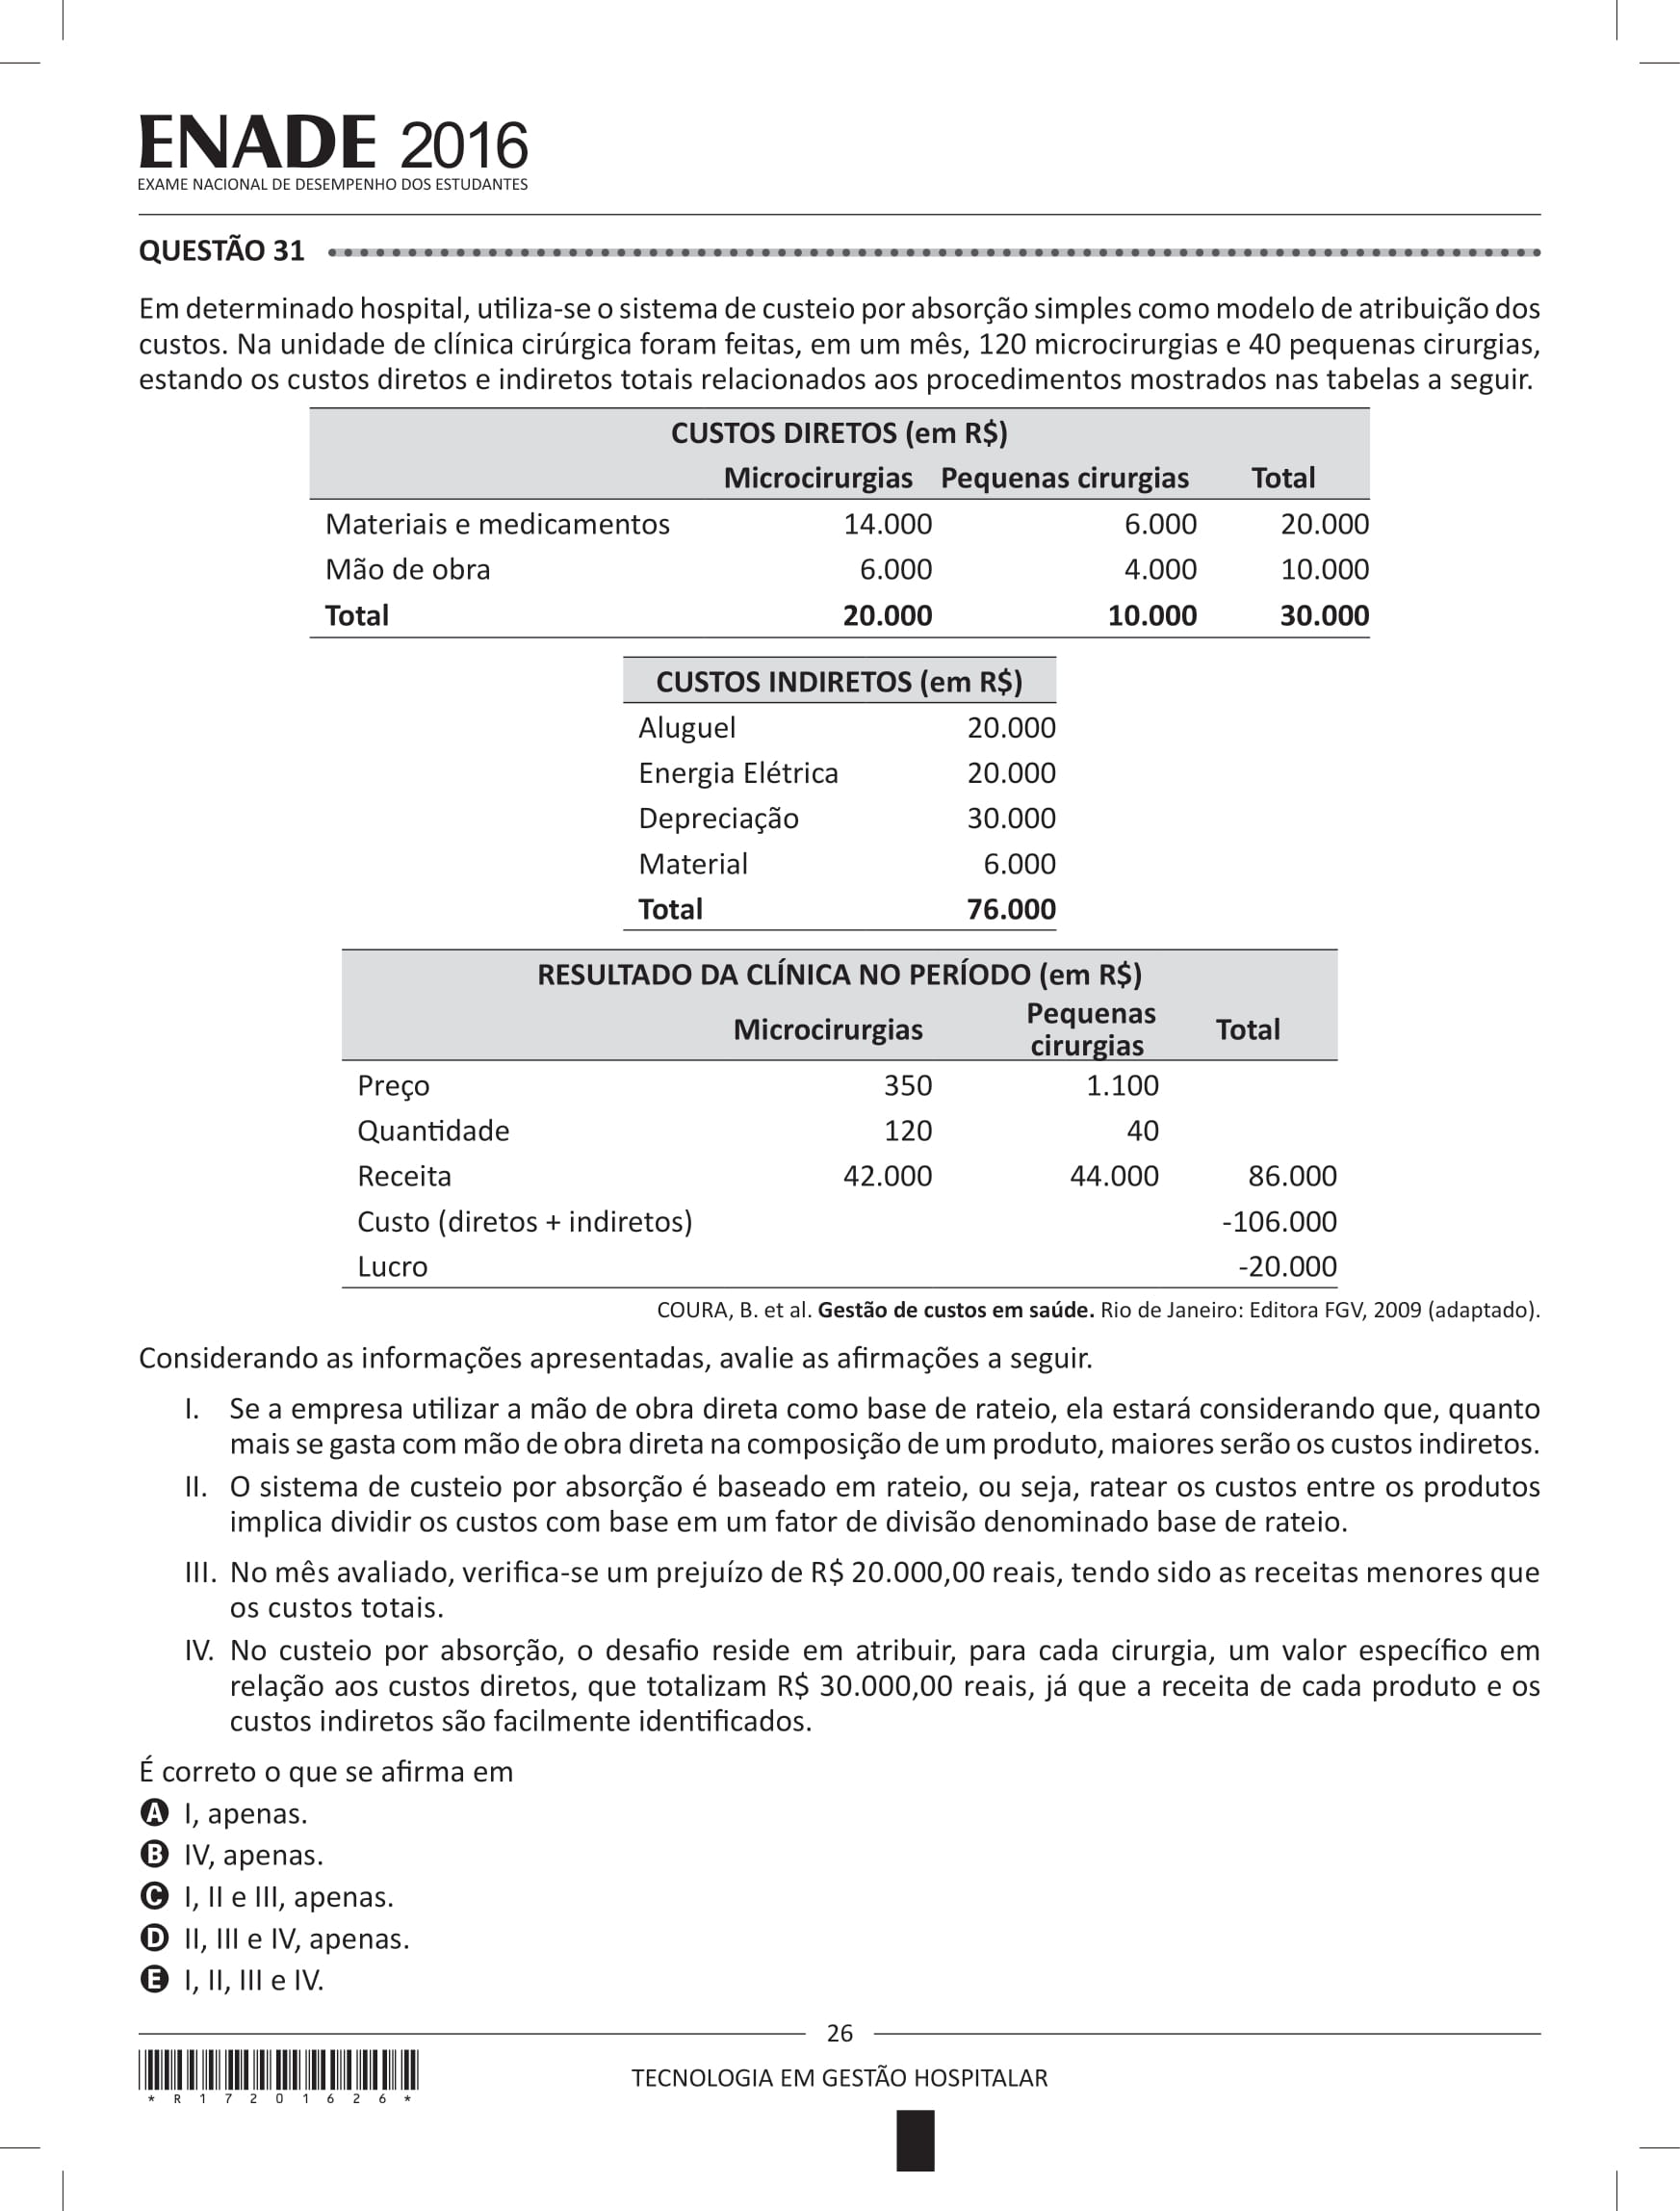 ENADE 2016
EXAME NACIONAL DE DESEMPENHO DOS ESTUDANTES
QUESTÃO 31
Em determinado hospital, utiliza-se o sistema de custeio por absorção simples como modelo de atribuição dos
custos. Na unidade de clínica cirúrgica foram feitas, em um mês, 120 microcirurgias e 40 pequenas cirurgias,
estando os custos diretos e indiretos totais relacionados aos procedimentos mostrados nas tabelas a seguir.
CUSTOS DIRETOS (em R$)
Microcirurgias Pequenas cirurgias Total
Materiais e medicamentos 14.000 6.000 20.000
Mão de obra 6.000 4.000 10.000
Total 20.000 10.000 30.000
CUSTOS INDIRETOS (em R$)
Aluguel 20.000
Energia Elétrica 20.000
Depreciação 30.000
Material 6.000
Total 76.000
RESULTADO DA CLÍNICA NO PERÍODO (em R$)
Microcirurgias Pequenas cirurgias Total
Preço 350 1.100
Quantidade 120 40
Receita 42.000 44.000 86.000
Custo (diretos + indiretos) -106.000
Lucro -20.000
COURA, B. et al. Gestão de custos em saúde. Rio de Janeiro: Editora FGV, 2009 (adaptado).
Considerando as informações apresentadas, avalie as afirmações a seguir.
I. Se a empresa utilizar a mão de obra direta como base de rateio, ela estará considerando que, quanto
mais se gasta com mão de obra direta na composição de um produto, maiores serão os custos indiretos.
II. O sistema de custeio por absorção é baseado em rateio, ou seja, ratear os custos entre os produtos
implica dividir os custos com base em um fator de divisão denominado base de rateio.
III. No mês avaliado, verifica-se um prejuízo de R$ 20.000,00 reais, tendo sido as receitas menores que
os custos totais.
IV. No custeio por absorção, o desafio reside em atribuir, para cada cirurgia, um valor específico em
relação aos custos diretos, que totalizam R$ 30.000,00 reais, já que a receita de cada produto e os
custos indiretos são facilmente identificados.
É correto o que se afirma em
A I, apenas.
B IV, apenas.
C I, II e III, apenas.
D II, III e IV, apenas.
E I, II, III e IV.
26
TECNOLOGIA EM GESTÃO HOSPITALAR
* R 1 7 2 0 1 6 2 6 *